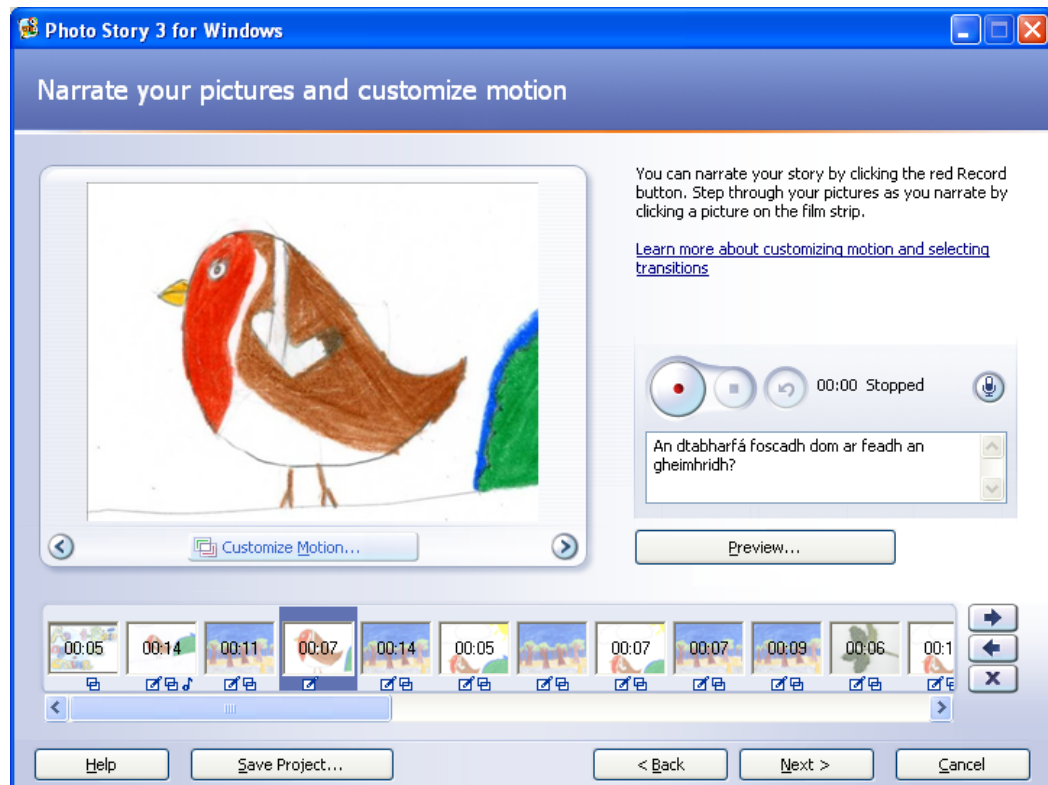 Photo Story 3 for Windows
Narrate your pictures and customize motion
You can narrate your story by clicking the red Record
button. Step through your pictures as you narrate by
clicking a picture on the film strip.
Learn more about customizing motion and selecting
transitions
00:00 Stopped
An dtabharfá foscadh dom ar feadh an
gheimhridh?
Customize Motion...
Preview...
00:05 00:14 00:11 00:07 00:14 00:05 00:07 00:07 00:09 00:06 00:1
Help Save Project... < Back Next > Cancel